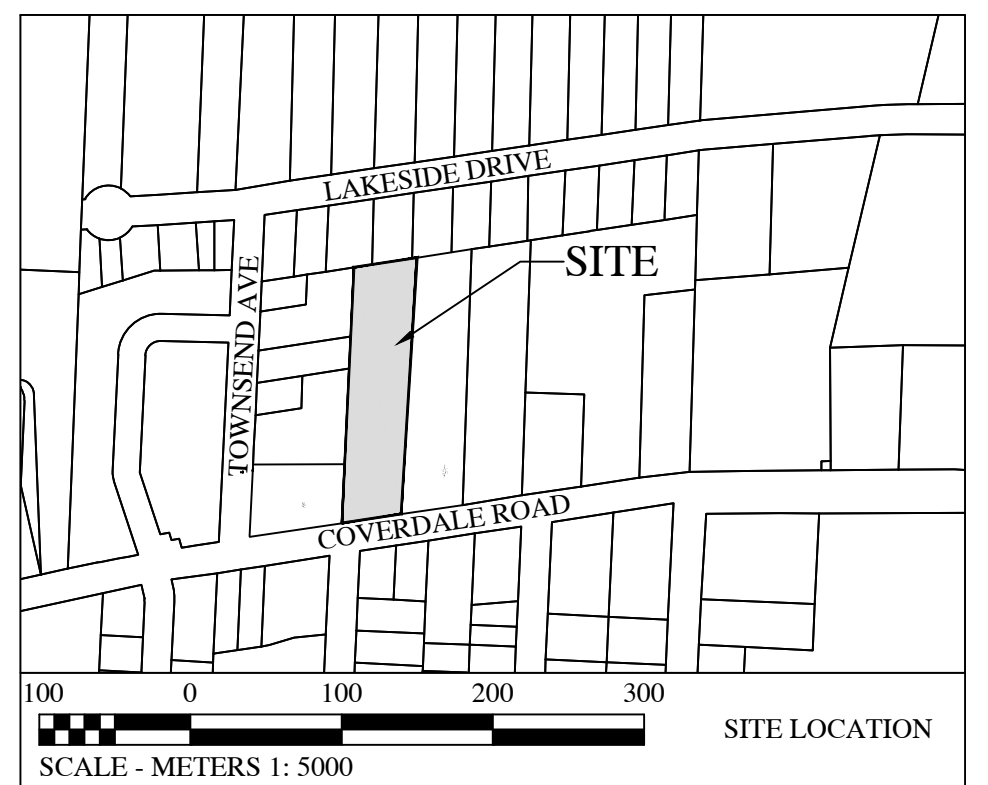 LAKESIDE DRIVE
SITE
TOWNSEND AVE
COVERDALE ROAD
100 0 100 200 300
SITE LOCATION
SCALE - METERS 1: 5000